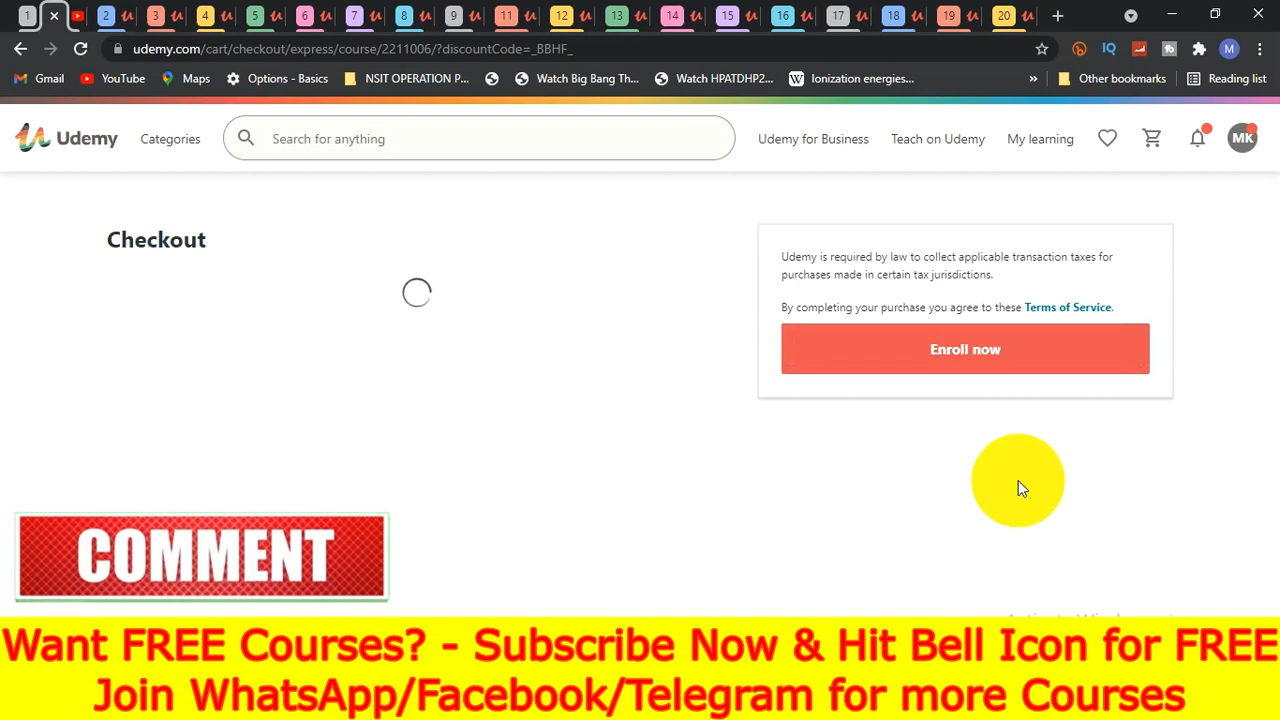 1 2 3 4 5 6 7 8 9 11 12 13 14 15 16 17 18 19 20
udemy.com/cart/checkout/express/course/2211006/?discountCode=_BBHF_
M
Gmail YouTube Maps Options - Basics NSIT OPERATION P... Watch Big Bang Th... Watch HPATDHP2... Ionization energies... » Other bookmarks Reading list
Udemy Categories Search for anything Udemy for Business Teach on Udemy My learning MK
Checkout
Udemy is required by law to collect applicable transaction taxes for
purchases made in certain tax jurisdictions.
By completing your purchase you agree to these Terms of Service.
Enroll now
COMMENT
Want FREE Courses? - Subscribe Now & Hit Bell Icon for FREE
Join WhatsApp/Facebook/Telegram for more Courses